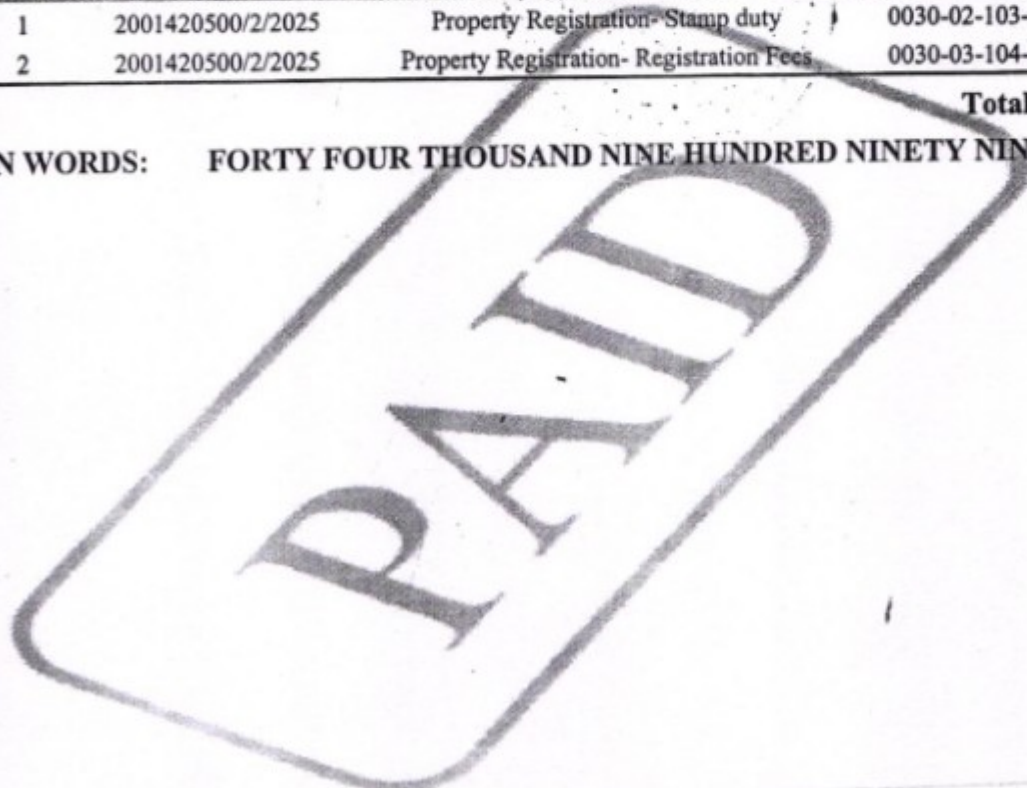 1 2001420500/2/2025 Property Registration- Stamp duty 0030-02-103-
2 2001420500/2/2025 Property Registration- Registration Fees 0030-03-104-
Total
N WORDS: FORTY FOUR THOUSAND NINE HUNDRED NINETY NIN
PAID